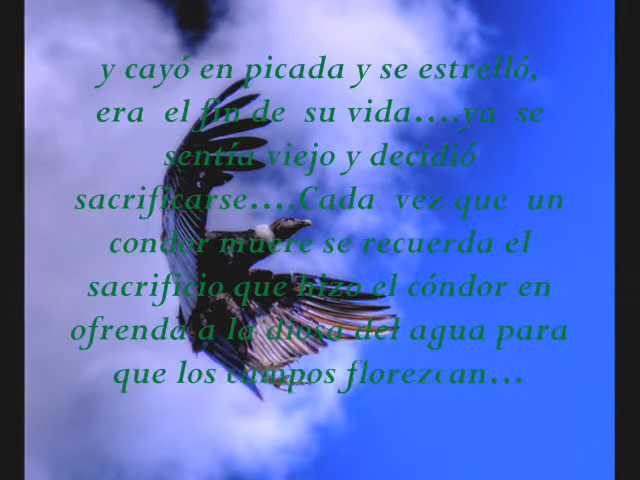 y cayó en picada y se estrelló,
era el fin de su vida....ya se
sentía viejo y decidió
sacrificarse....Cada vez que un
condor muere se recuerda el
sacrificio que hizo el cóndor en
ofrenda a la diosa del agua para
que los campos florezcan...